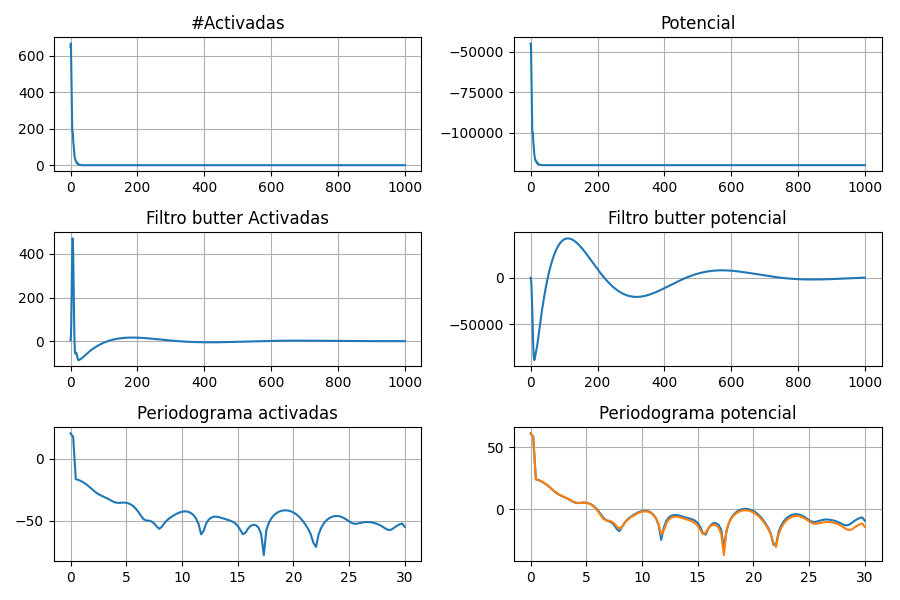 #Activadas
600
400
200
0
0 200 400 600 800 1000
Potencial
−50000
−75000
−100000
0 200 400 600 800 1000
Filtro butter Activadas
400
200
0
0 200 400 600 800 1000
Filtro butter potencial
0
−50000
0 200 400 600 800 1000
Periodograma activadas
0
−50
0 5 10 15 20 25 30
Periodograma potencial
50
0
0 5 10 15 20 25 30